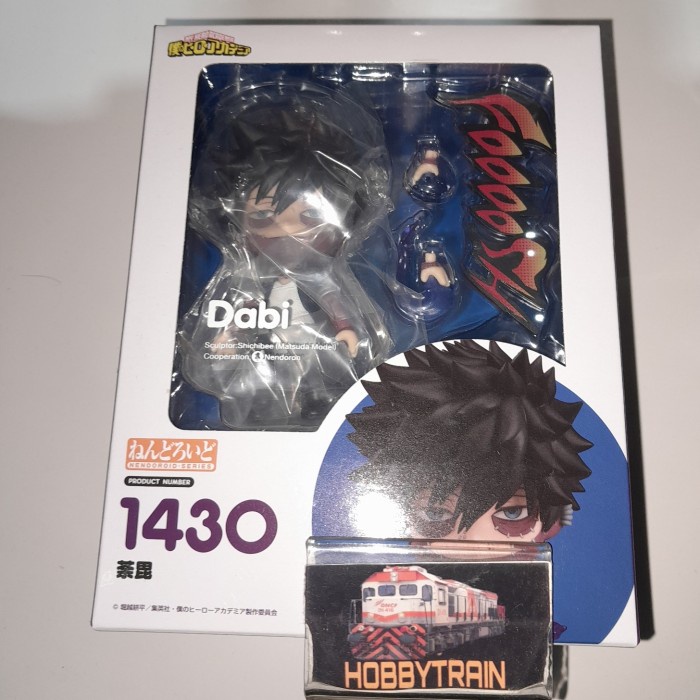 僕のヒーローアカデミア
FOOOOSH
Dabi
Sculptor:Shichibee (Matsuda Model)
Cooperation: Nendoron
ねんどろいど
NENDOROID-SERIES
PRODUCT NUMBER
1430
荼毘
© 堀越耕平／集英社・僕のヒーローアカデミア製作委員会
HOBBYTRAIN